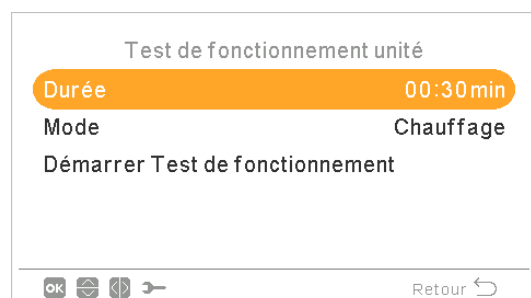 Test de fonctionnement unité
Durée 00:30min
Mode Chauffage
Démarrer Test de fonctionnement
OK Retour